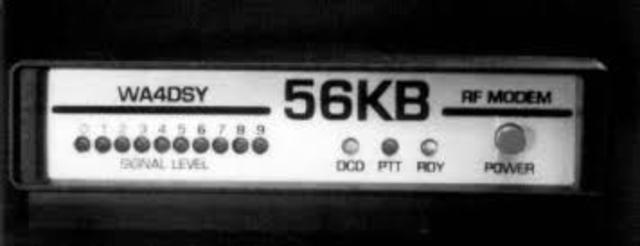 WA4DSY 56KB RF MODEM
0 1 2 3 4 5 6 7 8 9
SIGNAL LEVEL
DCD PTT RDY POWER